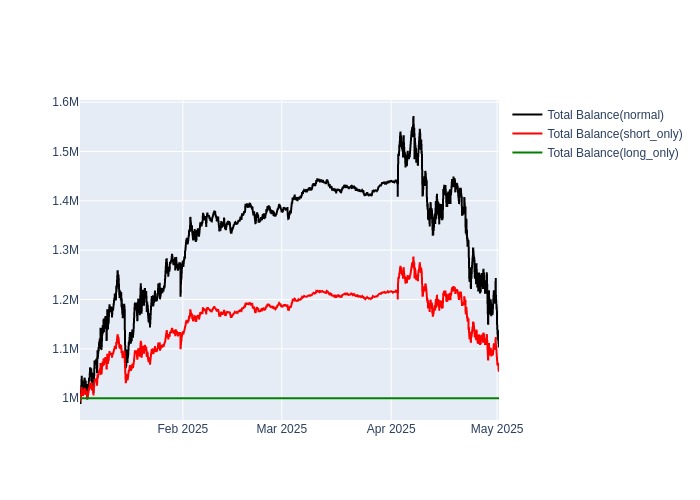 1.6M
1.5M
1.4M
1.3M
1.2M
1.1M
1M
Feb 2025
Mar 2025
Apr 2025
May 2025
Total Balance(normal)
Total Balance(short_only)
Total Balance(long_only)